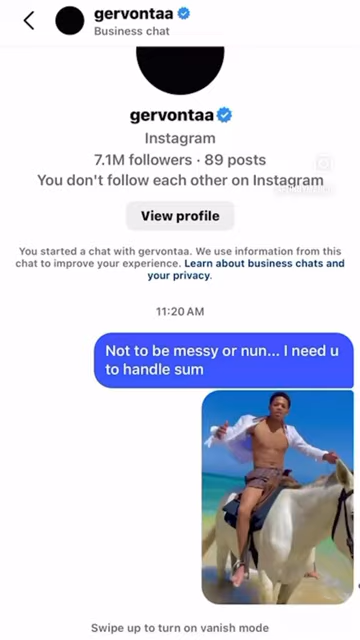 gervontaa
Business chat
gervontaa
Instagram
7.1M followers · 89 posts
You don't follow each other on Instagram
View profile
You started a chat with gervontaa. We use information from this
chat to improve your experience. Learn about business chats and
your privacy.
11:20 AM
Not to be messy or nun... I need u
to handle sum
Swipe up to turn on vanish mode